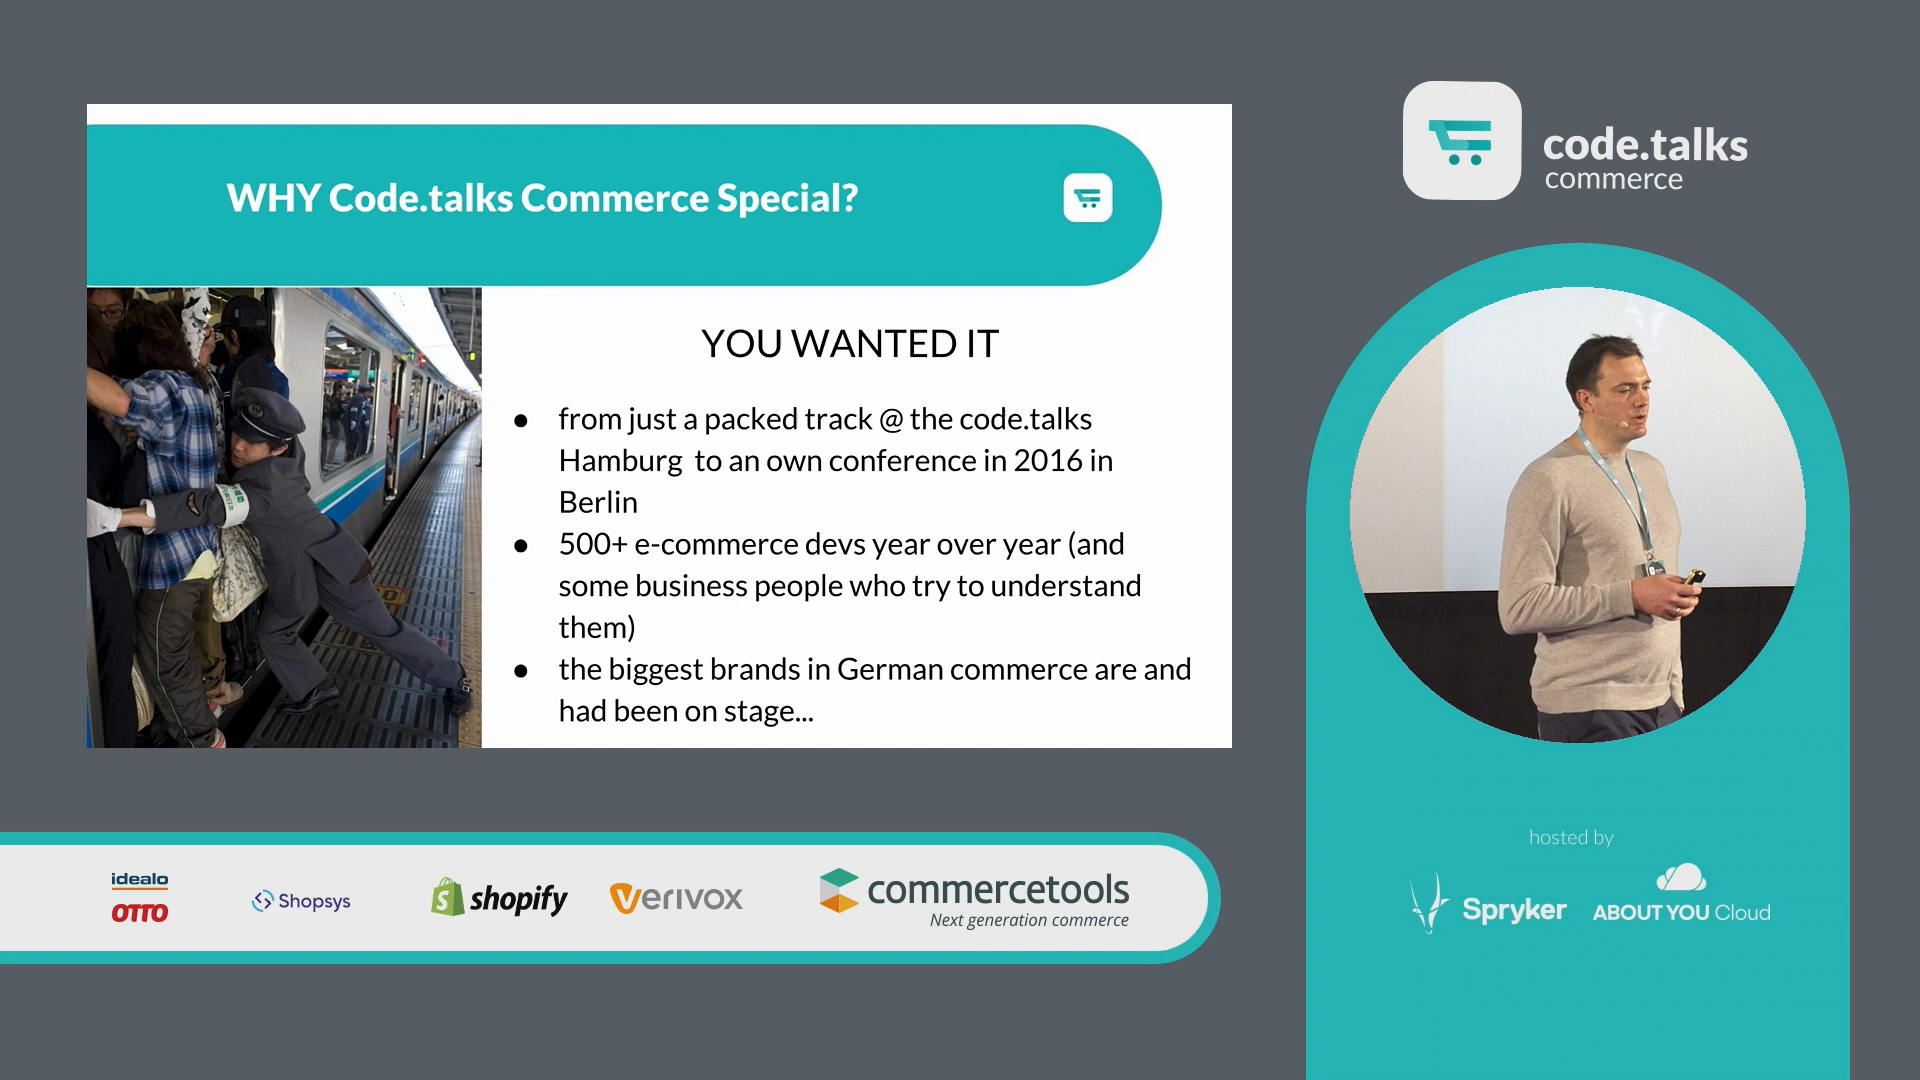 WHY Code.talks Commerce Special?
YOU WANTED IT
● from just a packed track @ the code.talks
Hamburg to an own conference in 2016 in
Berlin
● 500+ e-commerce devs year over year (and
some business people who try to understand
them)
● the biggest brands in German commerce are and
had been on stage...
code.talks
commerce
hosted by
Spryker
ABOUT YOU Cloud
idealo
OTTO
Shopsys
shopify
verivox
commercetools
Next generation commerce